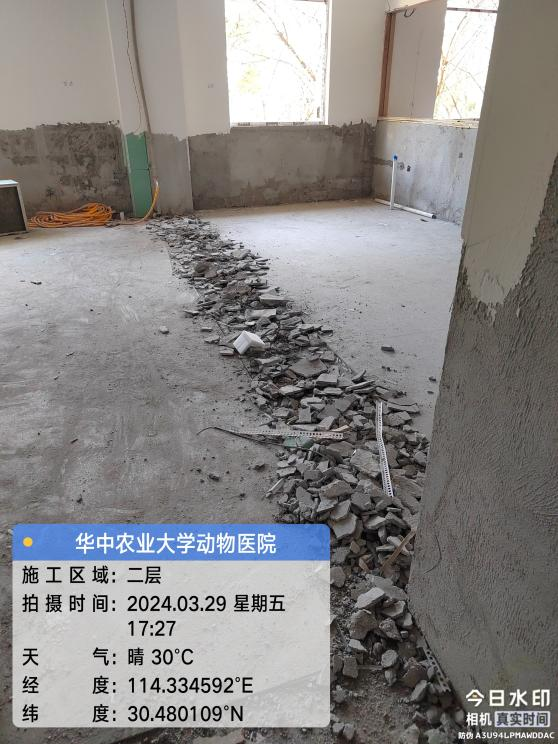 华中农业大学动物医院
施工区域：二层
拍摄时间：2024.03.29 星期五
17:27
天气：晴 30°C
经度：114.334592°E
纬度：30.480109°N
今日水印
相机 真实时间
防伪 A3U94LPMAWDDAC